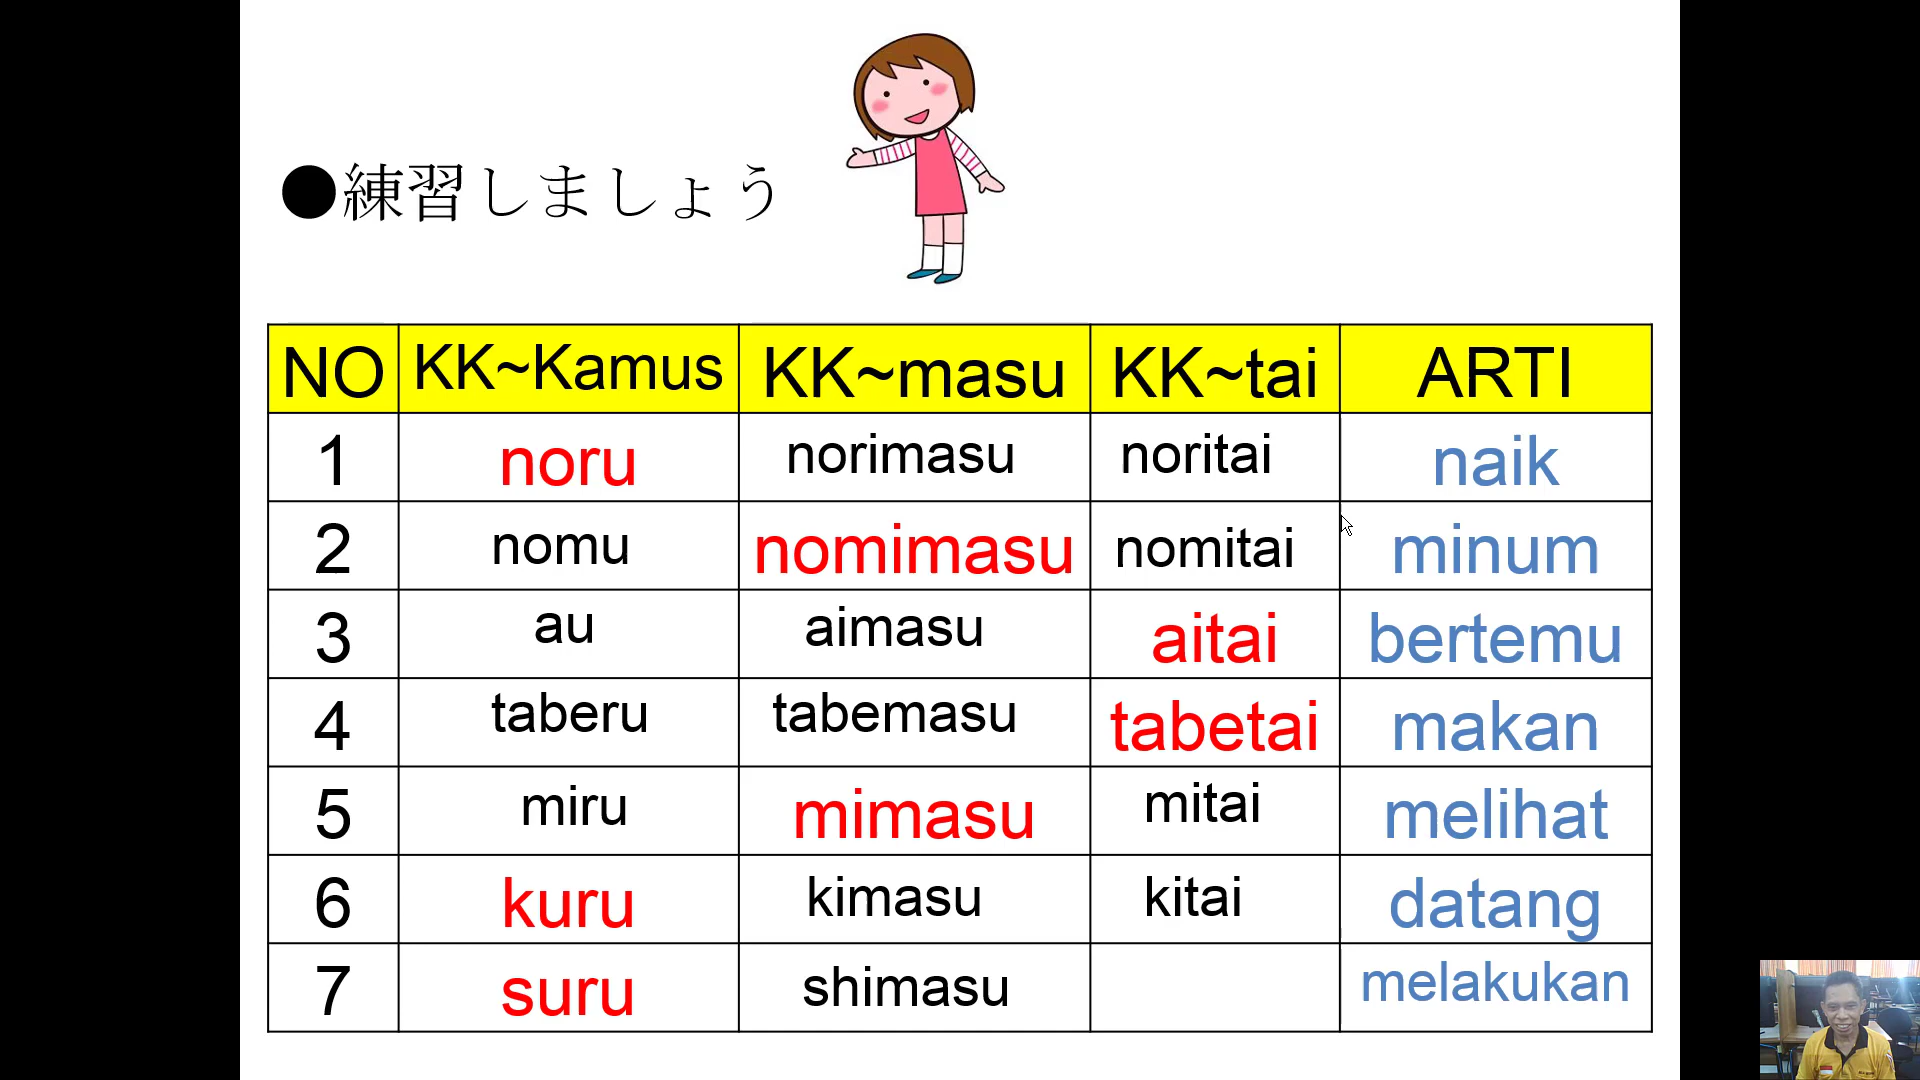 ●練習しましょう
NO KK~Kamus KK~masu KK~tai ARTI
1 noru norimasu noritai naik
2 nomu nomimasu nomitai minum
3 au aimasu aitai bertemu
4 taberu tabemasu tabetai makan
5 miru mimasu mitai melihat
6 kuru kimasu kitai datang
7 suru shimasu melakukan